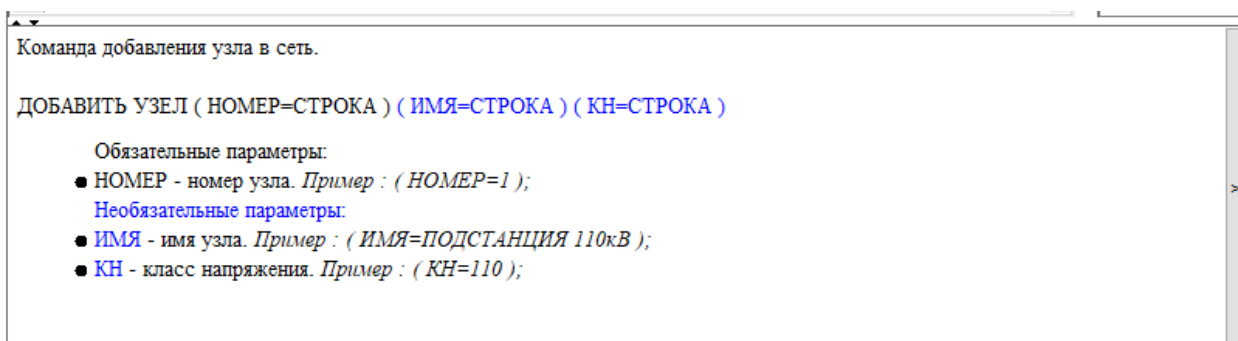 Команда добавления узла в сеть.
ДОБАВИТЬ УЗЕЛ ( НОМЕР=СТРОКА ) ( ИМЯ=СТРОКА ) ( КН=СТРОКА )
Обязательные параметры:
● НОМЕР - номер узла. Пример : ( НОМЕР=1 );
Необязательные параметры:
● ИМЯ - имя узла. Пример : ( ИМЯ=ПОДСТАНЦИЯ 110кВ );
● КН - класс напряжения. Пример : ( КН=110 );